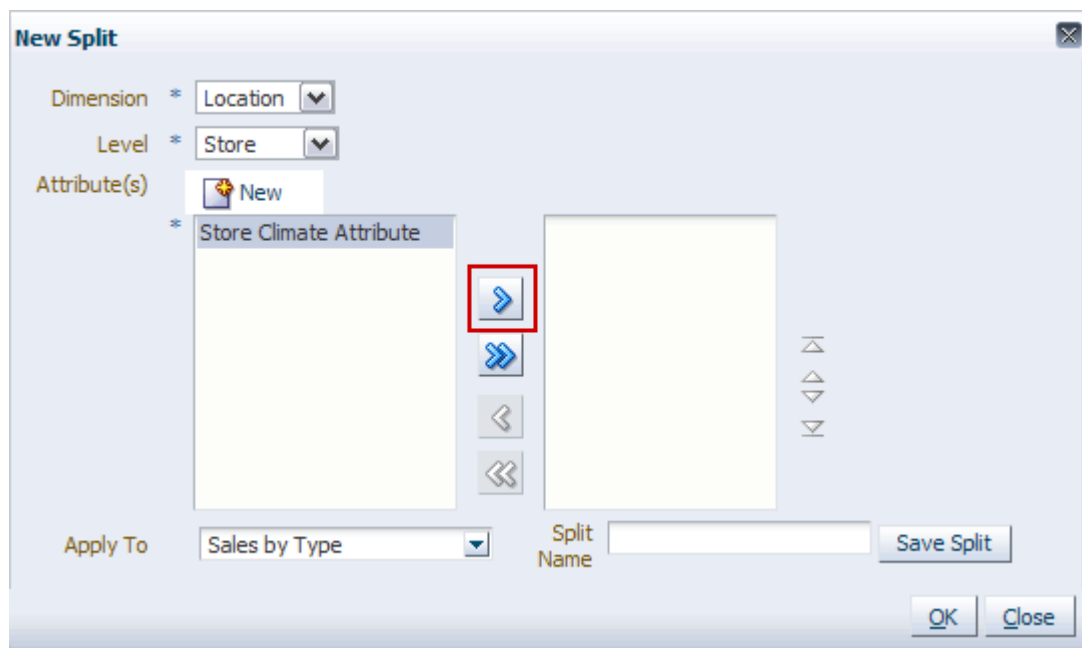 New Split
Dimension * Location
Level * Store
Attribute(s) New
* Store Climate Attribute
Apply To Sales by Type Split Name Save Split
OK Close